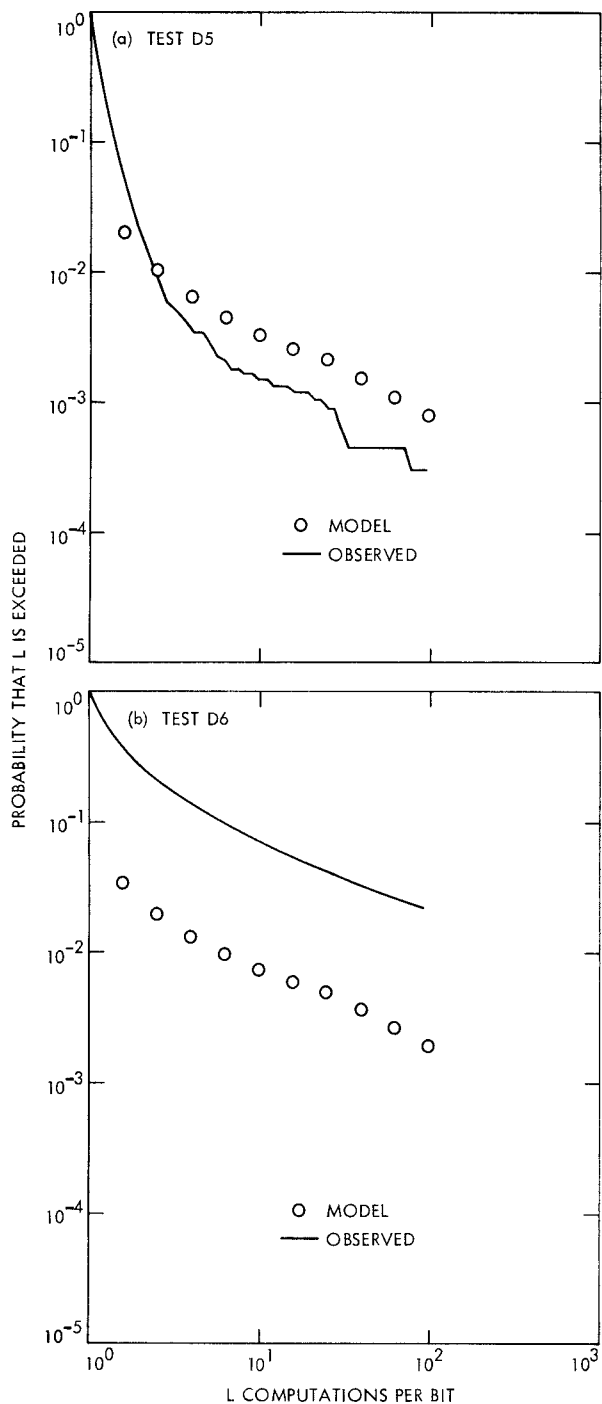 10^0
(a) TEST D5
10^-1
10^-2
10^-3
10^-4
10^-5
O MODEL
— OBSERVED
PROBABILITY THAT L IS EXCEEDED
10^0
(b) TEST D6
10^-1
10^-2
10^-3
10^-4
10^-5
O MODEL
— OBSERVED
10^0 10^1 10^2 10^3
L COMPUTATIONS PER BIT